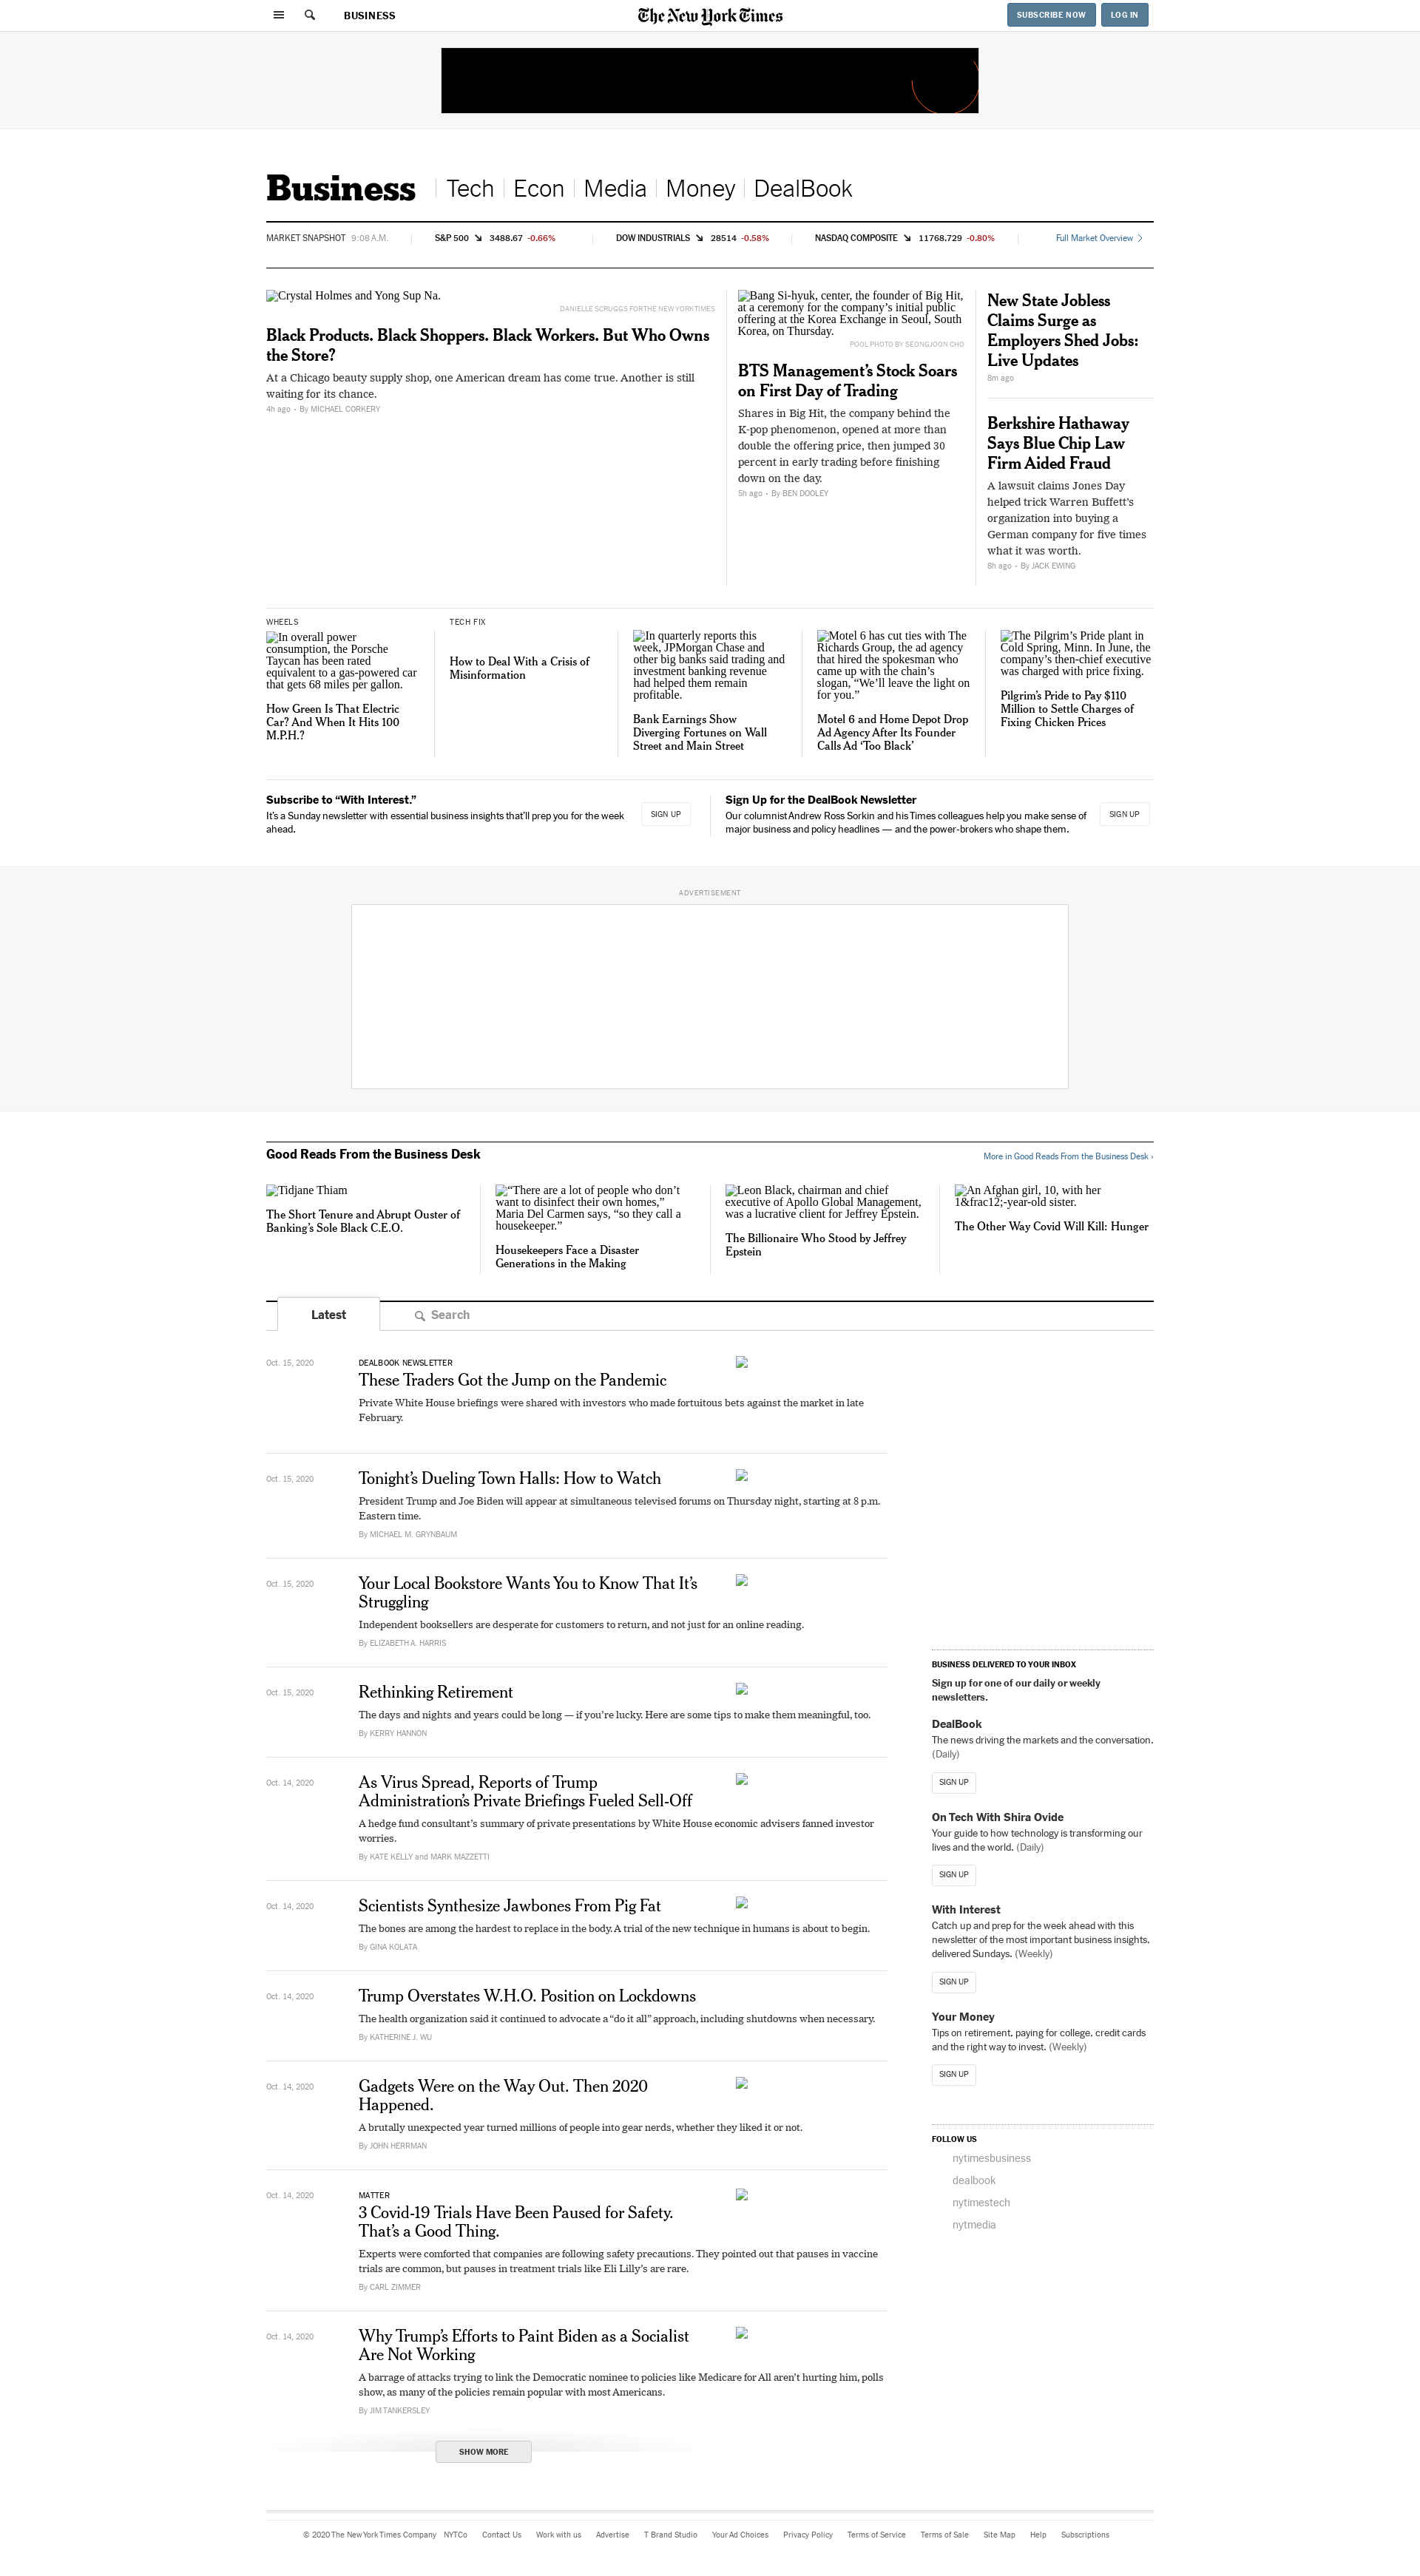 BUSINESS
The New York Times
SUBSCRIBE NOW
LOG IN
Business
Tech
Econ
Media
Money
DealBook
MARKET SNAPSHOT 9:08 A.M.
S&P 500 3488.67 -0.66%
DOW INDUSTRIALS 28514 -0.58%
NASDAQ COMPOSITE 11768.729 -0.80%
Full Market Overview
Crystal Holmes and Yong Sup Na.
DANIELLE SCRUGGS FOR THE NEW YORK TIMES
Black Products. Black Shoppers. Black Workers. But Who Owns
the Store?
At a Chicago beauty supply shop, one American dream has come true. Another is still
waiting for its chance.
4h ago • By MICHAEL CORKERY
Bang Si-hyuk, center, the founder of Big Hit,
at a ceremony for the company’s initial public
offering at the Korea Exchange in Seoul, South
Korea, on Thursday.
POOL PHOTO BY SEONGJOON CHO
BTS Management’s Stock Soars
on First Day of Trading
Shares in Big Hit, the company behind the
K-pop phenomenon, opened at more than
double the offering price, then jumped 30
percent in early trading before finishing
down on the day.
5h ago • By BEN DOOLEY
New State Jobless
Claims Surge as
Employers Shed Jobs:
Live Updates
8m ago
Berkshire Hathaway
Says Blue Chip Law
Firm Aided Fraud
A lawsuit claims Jones Day
helped trick Warren Buffett’s
organization into buying a
German company for five times
what it was worth.
8h ago • By JACK EWING
WHEELS
In overall power
consumption, the Porsche
Taycan has been rated
equivalent to a gas-powered car
that gets 68 miles per gallon.
How Green Is That Electric
Car? And When It Hits 100
M.P.H.?
TECH FIX
How to Deal With a Crisis of
Misinformation
In quarterly reports this
week, JPMorgan Chase and
other big banks said trading and
investment banking revenue
had helped them remain
profitable.
Bank Earnings Show
Diverging Fortunes on Wall
Street and Main Street
Motel 6 has cut ties with The
Richards Group, the ad agency
that hired the spokesman who
came up with the chain’s
slogan, “We’ll leave the light on
for you.”
Motel 6 and Home Depot Drop
Ad Agency After Its Founder
Calls Ad ‘Too Black’
The Pilgrim’s Pride plant in
Cold Spring, Minn. In June, the
company’s then-chief executive
was charged with price fixing.
Pilgrim’s Pride to Pay $110
Million to Settle Charges of
Fixing Chicken Prices
Subscribe to “With Interest.”
It’s a Sunday newsletter with essential business insights that’ll prep you for the week
ahead.
SIGN UP
Sign Up for the DealBook Newsletter
Our columnist Andrew Ross Sorkin and his Times colleagues help you make sense of
major business and policy headlines — and the power-brokers who shape them.
SIGN UP
ADVERTISEMENT
Good Reads From the Business Desk
More in Good Reads From the Business Desk ›
Tidjane Thiam
The Short Tenure and Abrupt Ouster of
Banking’s Sole Black C.E.O.
“There are a lot of people who don’t
want to disinfect their own homes,”
Maria Del Carmen says, “so they call a
housekeeper.”
Housekeepers Face a Disaster
Generations in the Making
Leon Black, chairman and chief
executive of Apollo Global Management,
was a lucrative client for Jeffrey Epstein.
The Billionaire Who Stood by Jeffrey
Epstein
An Afghan girl, 10, with her
1&frac12;-year-old sister.
The Other Way Covid Will Kill: Hunger
Latest
Search
Oct. 15, 2020
DEALBOOK NEWSLETTER
These Traders Got the Jump on the Pandemic
Private White House briefings were shared with investors who made fortuitous bets against the market in late
February.
Oct. 15, 2020
Tonight’s Dueling Town Halls: How to Watch
President Trump and Joe Biden will appear at simultaneous televised forums on Thursday night, starting at 8 p.m.
Eastern time.
By MICHAEL M. GRYNBAUM
Oct. 15, 2020
Your Local Bookstore Wants You to Know That It’s
Struggling
Independent booksellers are desperate for customers to return, and not just for an online reading.
By ELIZABETH A. HARRIS
Oct. 15, 2020
Rethinking Retirement
The days and nights and years could be long — if you’re lucky. Here are some tips to make them meaningful, too.
By KERRY HANNON
Oct. 14, 2020
As Virus Spread, Reports of Trump
Administration’s Private Briefings Fueled Sell-Off
A hedge fund consultant’s summary of private presentations by White House economic advisers fanned investor
worries.
By KATE KELLY and MARK MAZZETTI
Oct. 14, 2020
Scientists Synthesize Jawbones From Pig Fat
The bones are among the hardest to replace in the body. A trial of the new technique in humans is about to begin.
By GINA KOLATA
Oct. 14, 2020
Trump Overstates W.H.O. Position on Lockdowns
The health organization said it continued to advocate a “do it all” approach, including shutdowns when necessary.
By KATHERINE J. WU
Oct. 14, 2020
Gadgets Were on the Way Out. Then 2020
Happened.
A brutally unexpected year turned millions of people into gear nerds, whether they liked it or not.
By JOHN HERRMAN
Oct. 14, 2020
MATTER
3 Covid-19 Trials Have Been Paused for Safety.
That’s a Good Thing.
Experts were comforted that companies are following safety precautions. They pointed out that pauses in vaccine
trials are common, but pauses in treatment trials like Eli Lilly’s are rare.
By CARL ZIMMER
Oct. 14, 2020
Why Trump’s Efforts to Paint Biden as a Socialist
Are Not Working
A barrage of attacks trying to link the Democratic nominee to policies like Medicare for All aren’t hurting him, polls
show, as many of the policies remain popular with most Americans.
By JIM TANKERSLEY
SHOW MORE
BUSINESS DELIVERED TO YOUR INBOX
Sign up for one of our daily or weekly
newsletters.
DealBook
The news driving the markets and the conversation.
(Daily)
SIGN UP
On Tech With Shira Ovide
Your guide to how technology is transforming our
lives and the world. (Daily)
SIGN UP
With Interest
Catch up and prep for the week ahead with this
newsletter of the most important business insights,
delivered Sundays. (Weekly)
SIGN UP
Your Money
Tips on retirement, paying for college, credit cards
and the right way to invest. (Weekly)
SIGN UP
FOLLOW US
nytimesbusiness
dealbook
nytimestech
nytmedia
© 2020 The New York Times Company NYTCo Contact Us Work with us Advertise T Brand Studio Your Ad Choices Privacy Policy Terms of Service Terms of Sale Site Map Help Subscriptions